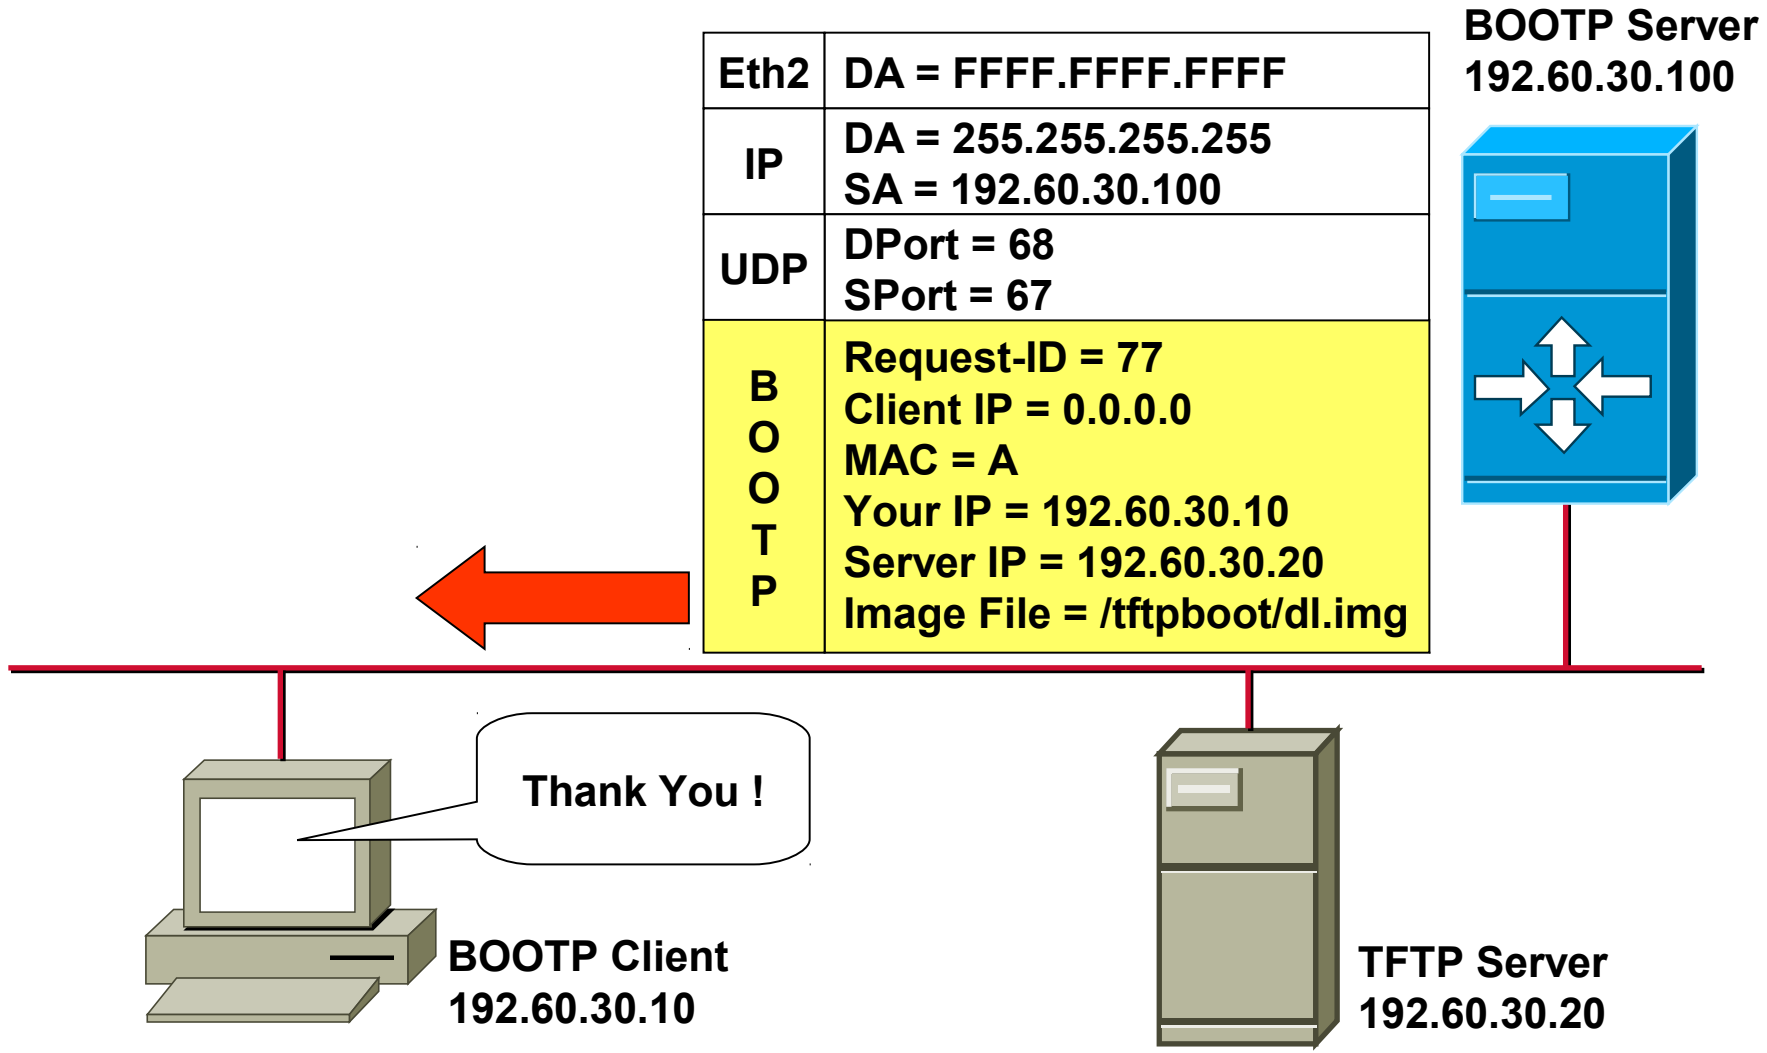 BOOTP Server
192.60.30.100
Eth2
DA = FFFF.FFFF.FFFF
IP
DA = 255.255.255.255
SA = 192.60.30.100
UDP
DPort = 68
SPort = 67
B
O
O
T
P
Request-ID = 77
Client IP = 0.0.0.0
MAC = A
Your IP = 192.60.30.10
Server IP = 192.60.30.20
Image File = /tftpboot/dl.img
Thank You !
BOOTP Client
192.60.30.10
TFTP Server
192.60.30.20